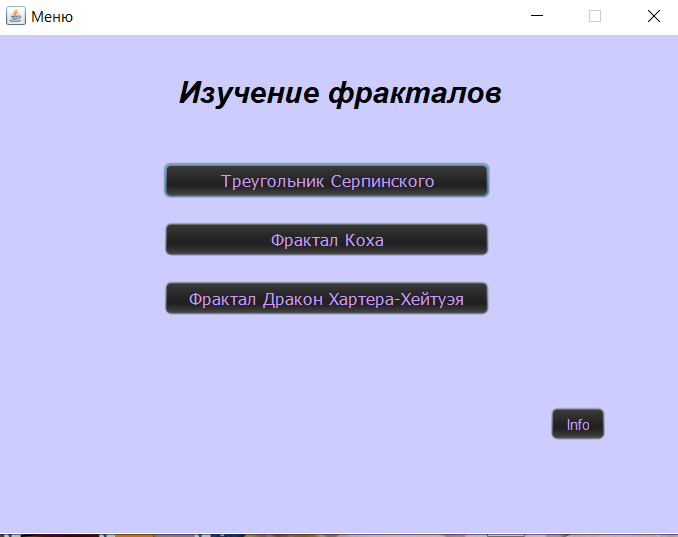 Меню
Изучение фракталов
Треугольник Серпинского
Фрактал Коха
Фрактал Дракон Хартера-Хейтуэя
Info